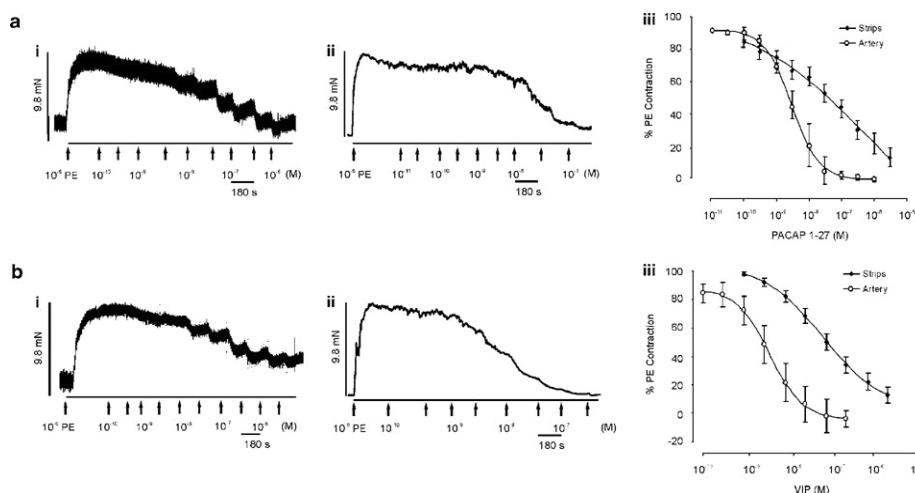 a
i
9.8 mN
10⁻⁶ PE 10⁻¹⁰ 10⁻⁹ 10⁻⁸ 10⁻⁷ 10⁻⁶ (M)
180 s
ii
9.8 mN
10⁻⁶ PE 10⁻¹¹ 10⁻¹⁰ 10⁻⁹ 10⁻⁸ 10⁻⁷ (M)
180 s
iii
Strips
Artery
100
80
60
40
20
0
% PE Contraction
10⁻¹¹ 10⁻¹⁰ 10⁻⁹ 10⁻⁸ 10⁻⁷ 10⁻⁶
PACAP 1-27 (M)
b
i
9.8 mN
PE 10⁻¹⁰ 10⁻⁹ 10⁻⁸ 10⁻⁷ (M)
180 s
ii
9.8 mN
PE 10⁻¹⁰ 10⁻⁹ 10⁻⁸ 10⁻⁷ (M)
180 s
iii
Strips
Artery
100
80
60
40
20
0
-20
% PE Contraction
10⁻⁹ 10⁻⁸ 10⁻⁷ 10⁻⁶
VIP (M)